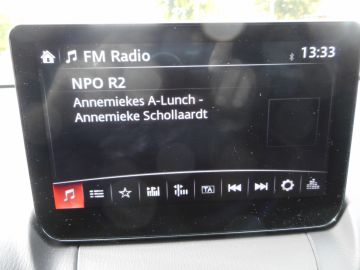 FM Radio
13:33
NPO R2
Annemiekes A-Lunch -
Annemieke Schollaardt
TA